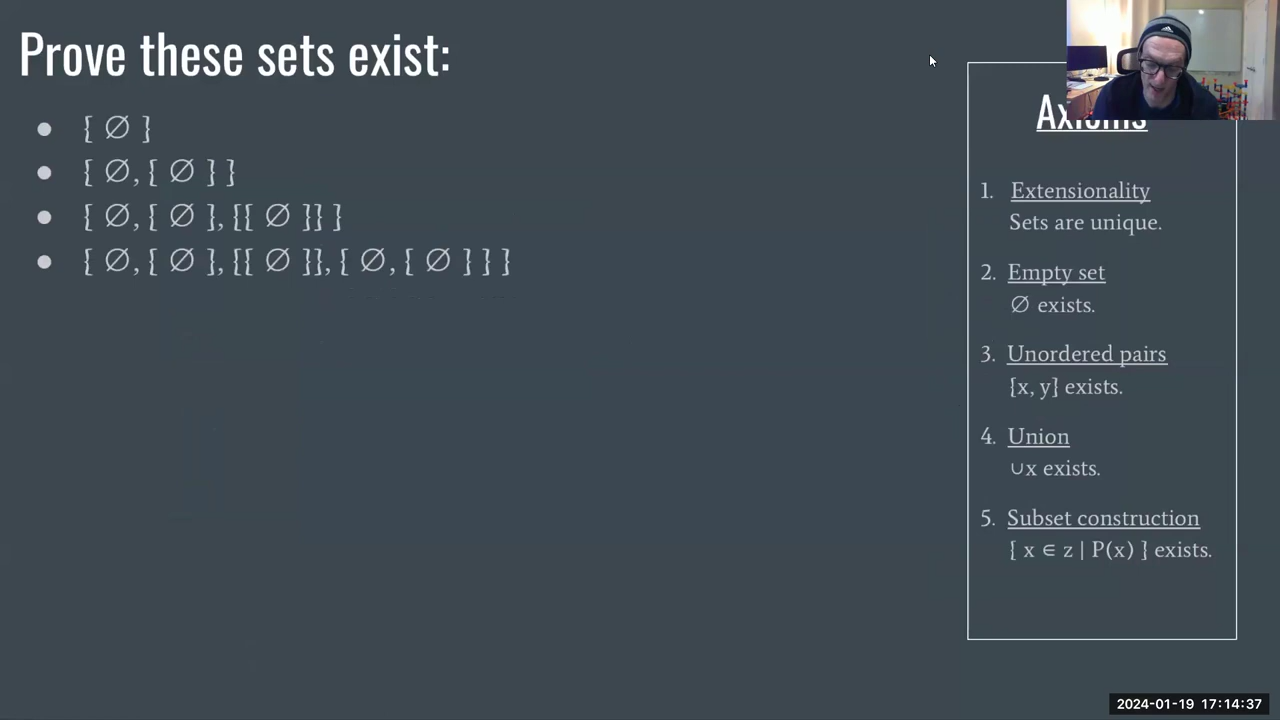 Prove these sets exist:
● { ∅ }
● { ∅, { ∅ } }
● { ∅, { ∅ }, {{ ∅ }} }
● { ∅, { ∅ }, {{ ∅ }}, { ∅, { ∅ } } }
Axioms
1. Extensionality
Sets are unique.
2. Empty set
∅ exists.
3. Unordered pairs
{x, y} exists.
4. Union
∪x exists.
5. Subset construction
{ x ∈ z | P(x) } exists.
2024-01-19 17:14:37